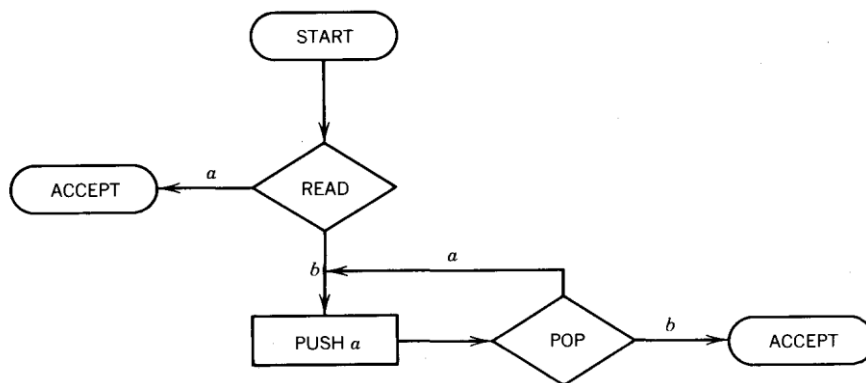 START
a
ACCEPT
READ
a
b
b
PUSH a
POP
ACCEPT